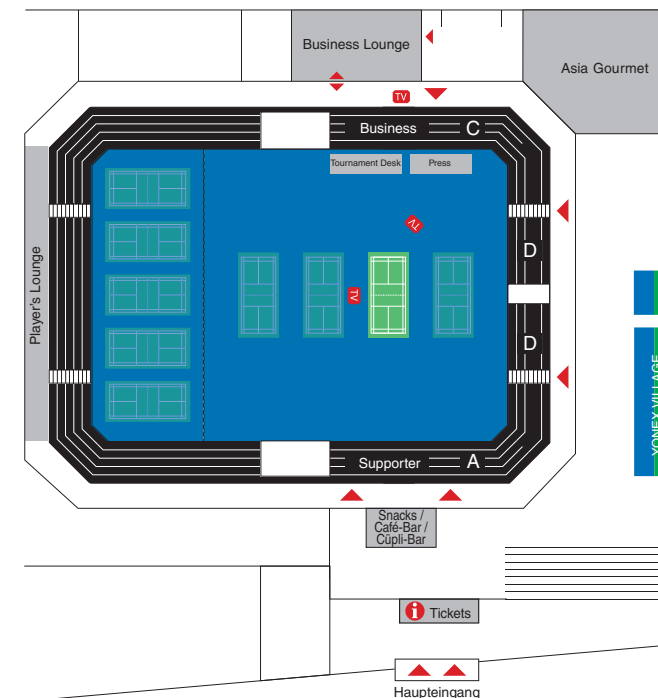 Business Lounge
Asia Gourmet
TV
Business C
Tournament Desk Press
TV
Player's Lounge
D
TV
D
YONEX VILLAGE
Supporter A
Snacks /
Café-Bar /
Cüpli-Bar
i Tickets
Haupteingang